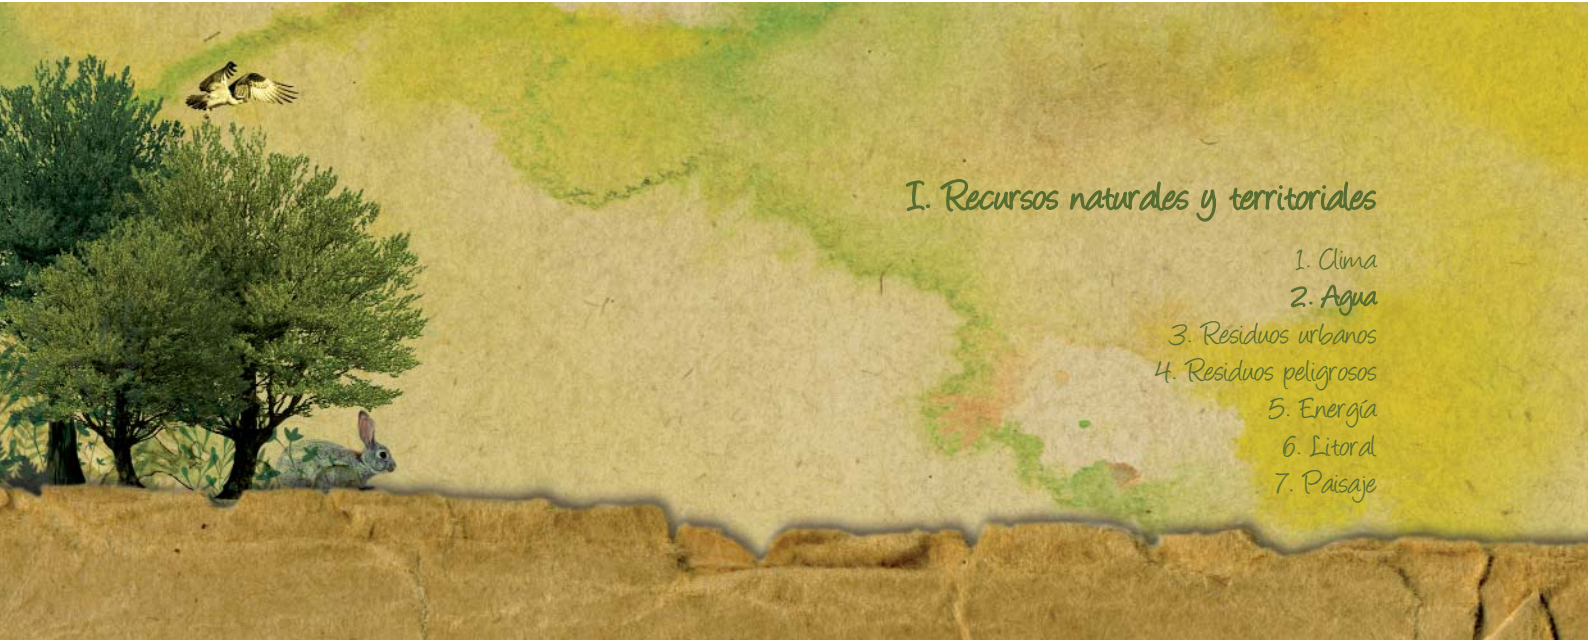 I. Recursos naturales y territoriales
1. Clima
2. Agua
3. Residuos urbanos
4. Residuos peligrosos
5. Energía
6. Litoral
7. Paisaje